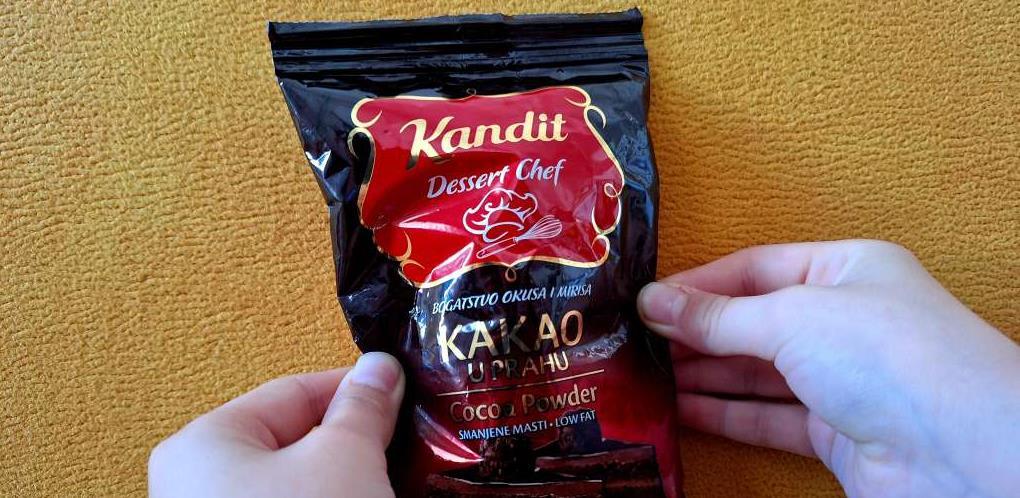 Kandit
Dessert Chef
BOGATSTVO OKUSA I MIRISA
KAKAO
U PRAHU
Cocoa Powder
SMANJENE MASTI • LOW FAT